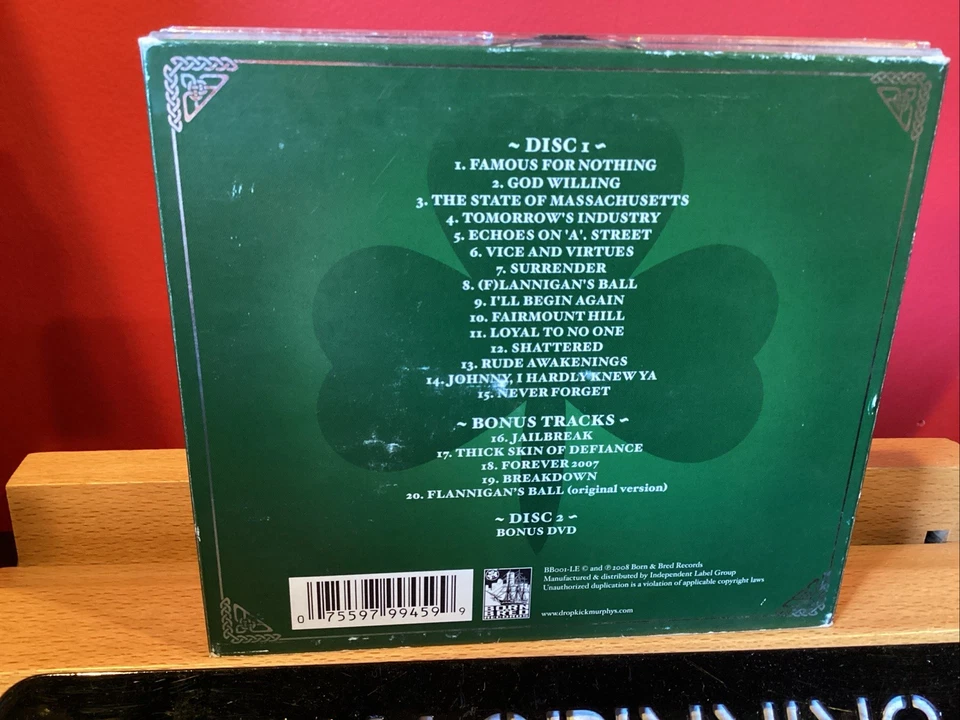 ~ DISC 1 ~
1. FAMOUS FOR NOTHING
2. GOD WILLING
3. THE STATE OF MASSACHUSETTS
4. TOMORROW'S INDUSTRY
5. ECHOES ON 'A'. STREET
6. VICE AND VIRTUES
7. SURRENDER
8. (F)LANNIGAN'S BALL
9. I'LL BEGIN AGAIN
10. FAIRMOUNT HILL
11. LOYAL TO NO ONE
12. SHATTERED
13. RUDE AWAKENINGS
14. JOHNNY, I HARDLY KNEW YA
15. NEVER FORGET
~ BONUS TRACKS ~
16. JAILBREAK
17. THICK SKIN OF DEFIANCE
18. FOREVER 2007
19. BREAKDOWN
20. FLANNIGAN'S BALL (original version)
~ DISC 2 ~
BONUS DVD
BB001-LE © and ℗ 2008 Born & Bred Records
Manufactured & distributed by Independent Label Group
Unauthorized duplication is a violation of applicable copyright laws
www.dropkickmurphys.com
0 75597 99459 9